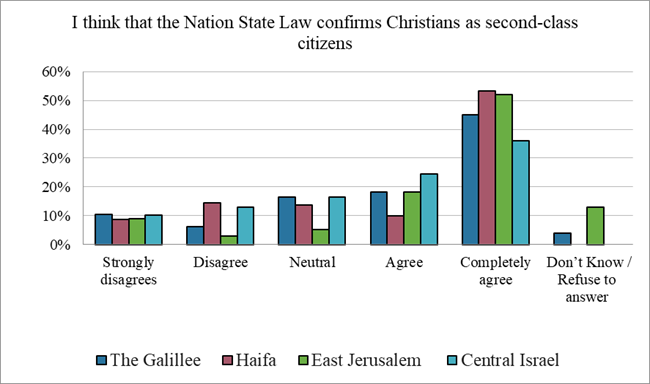 I think that the Nation State Law confirms Christians as second-class
citizens
60%
50%
40%
30%
20%
10%
0%
Strongly disagrees
Disagree
Neutral
Agree
Completely agree
Don't Know / Refuse to answer
The Galillee
Haifa
East Jerusalem
Central Israel